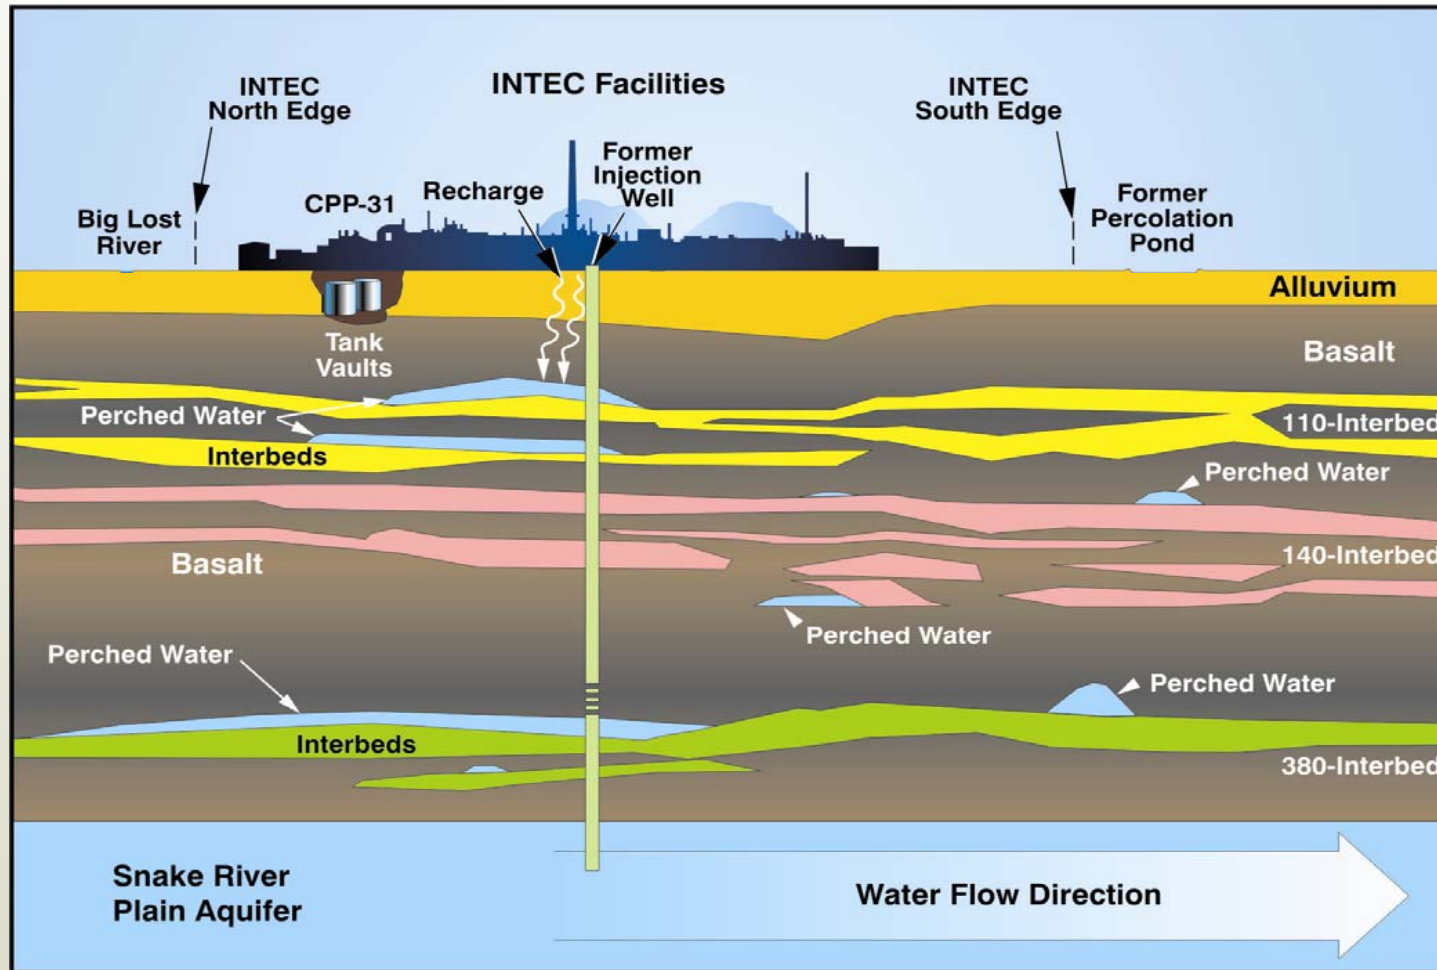 INTEC
North Edge
INTEC Facilities
INTEC
South Edge
Big Lost
River
CPP-31
Recharge
Former
Injection
Well
Former
Percolation
Pond
Alluvium
Tank
Vaults
Basalt
Perched Water
110-Interbed
Interbeds
Perched Water
Basalt
140-Interbed
Perched Water
Perched Water
Perched Water
Interbeds
380-Interbed
Snake River
Plain Aquifer
Water Flow Direction